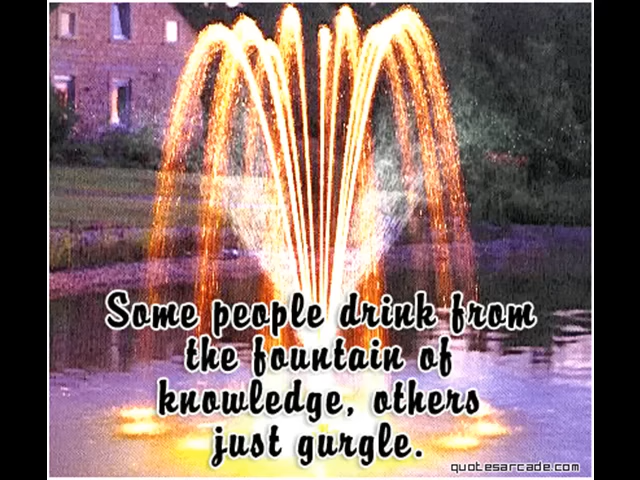 Some people drink from
the fountain of
knowledge, others
just gurgle.
quotesarcade.com